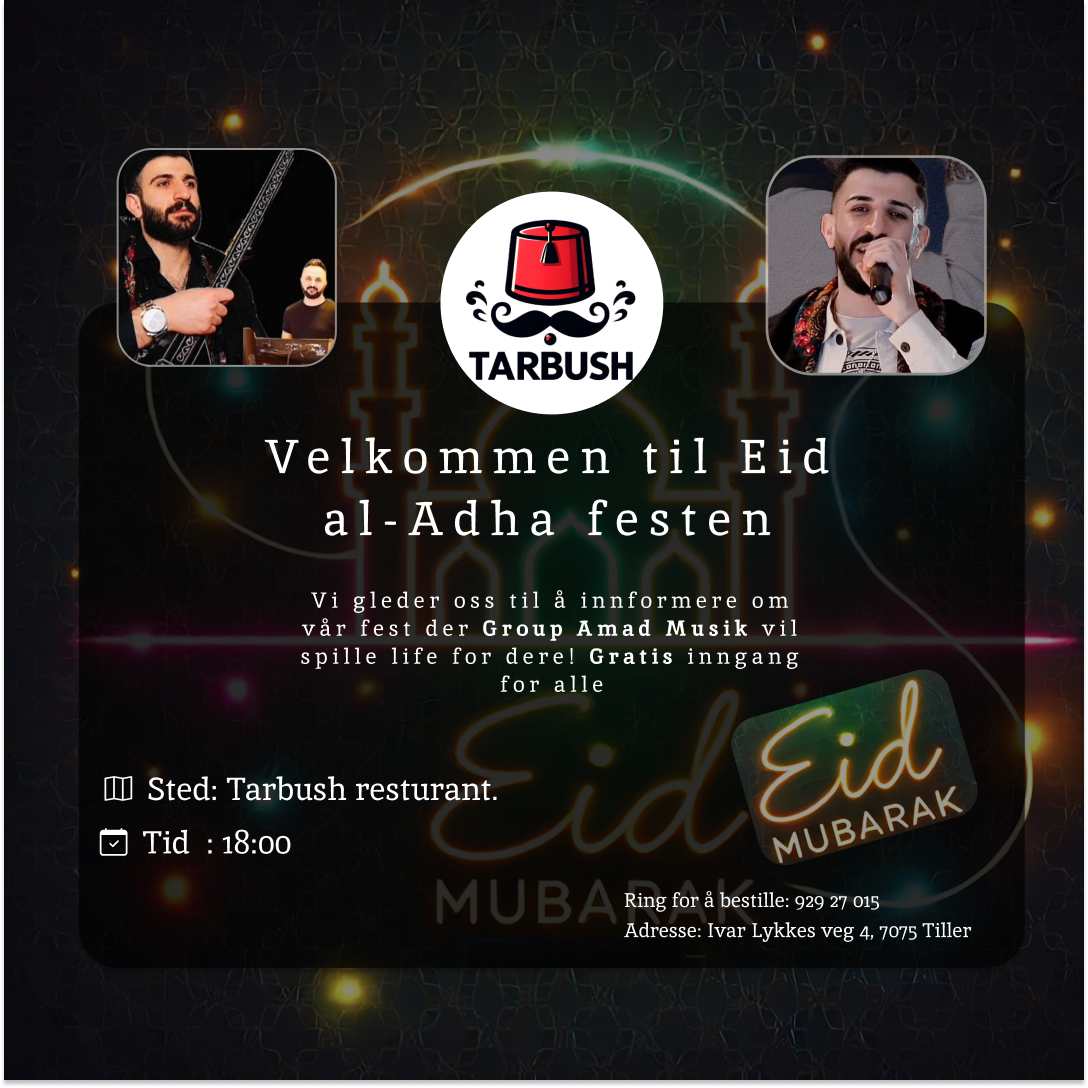 TARBUSH
Velkommen til Eid
al-Adha festen
Vi gleder oss til å innformere om
vår fest der Group Amad Musik vil
spille life for dere! Gratis inngang
for alle
Eid
MUBARAK
Sted: Tarbush resturant.
Tid : 18:00
Eid
MUBARAK
Ring for å bestille: 929 27 015
Adresse: Ivar Lykkes veg 4, 7075 Tiller